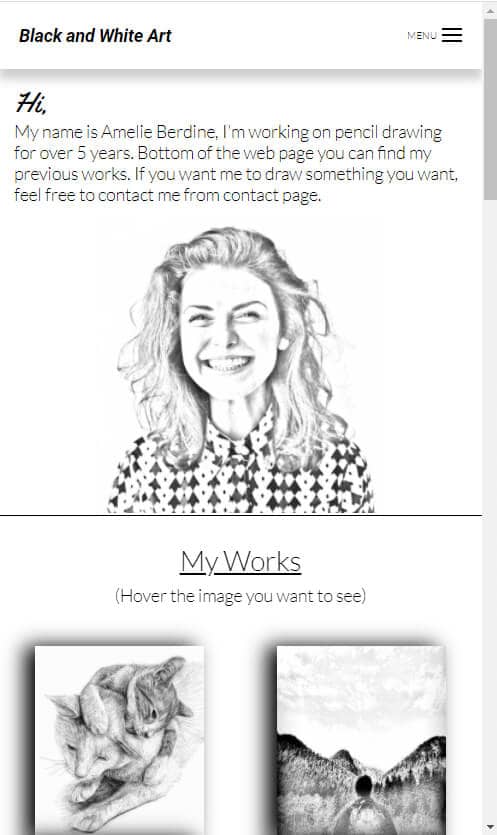 Black and White Art
MENU
Hi,
My name is Amelie Berdine, I'm working on pencil drawing
for over 5 years. Bottom of the web page you can find my
previous works. If you want me to draw something you want,
feel free to contact me from contact page.
My Works
(Hover the image you want to see)